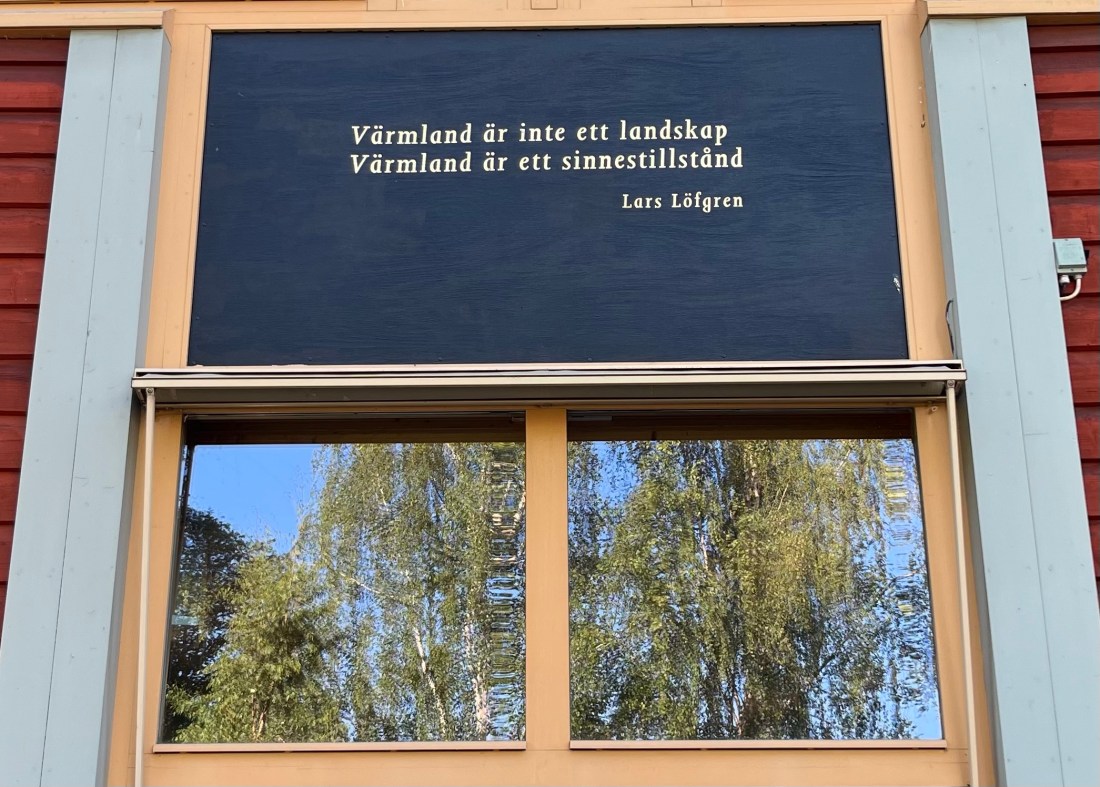 Värmland är inte ett landskap
Värmland är ett sinnestillstånd
Lars Löfgren